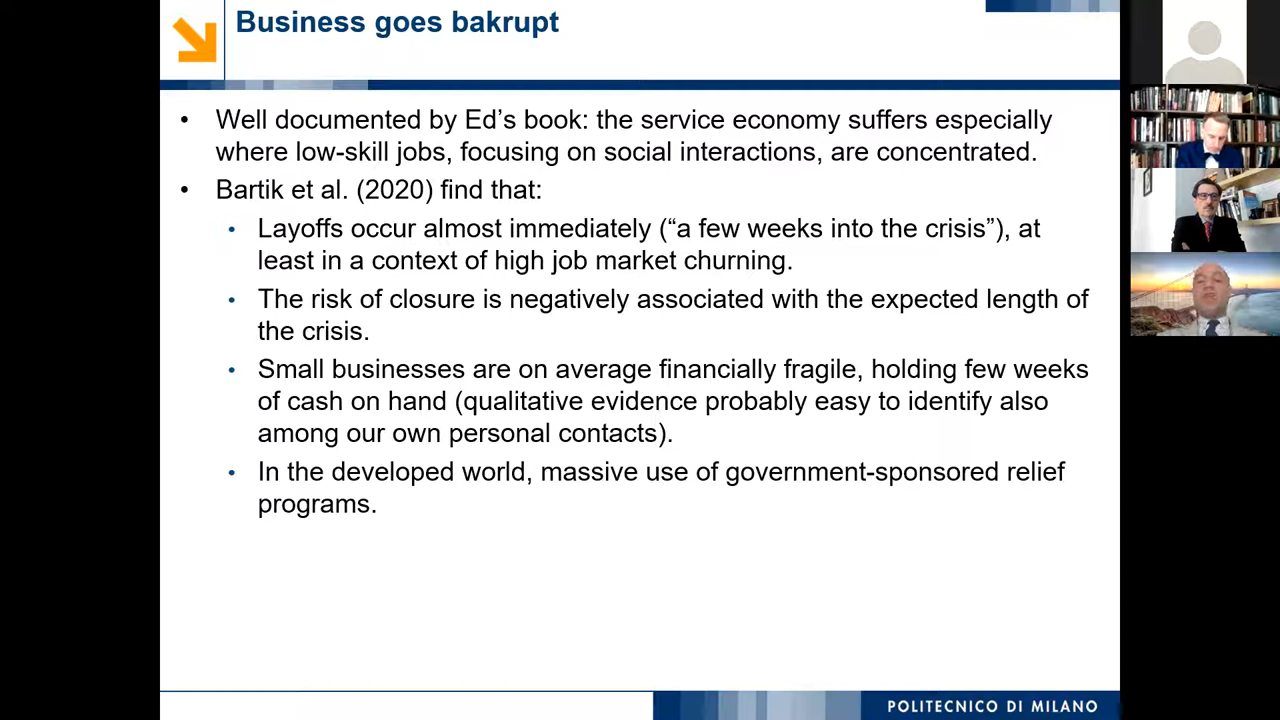 Business goes bakrupt
• Well documented by Ed’s book: the service economy suffers especially
where low-skill jobs, focusing on social interactions, are concentrated.
• Bartik et al. (2020) find that:
• Layoffs occur almost immediately (“a few weeks into the crisis”), at
least in a context of high job market churning.
• The risk of closure is negatively associated with the expected length of
the crisis.
• Small businesses are on average financially fragile, holding few weeks
of cash on hand (qualitative evidence probably easy to identify also
among our own personal contacts).
• In the developed world, massive use of government-sponsored relief
programs.
POLITECNICO DI MILANO